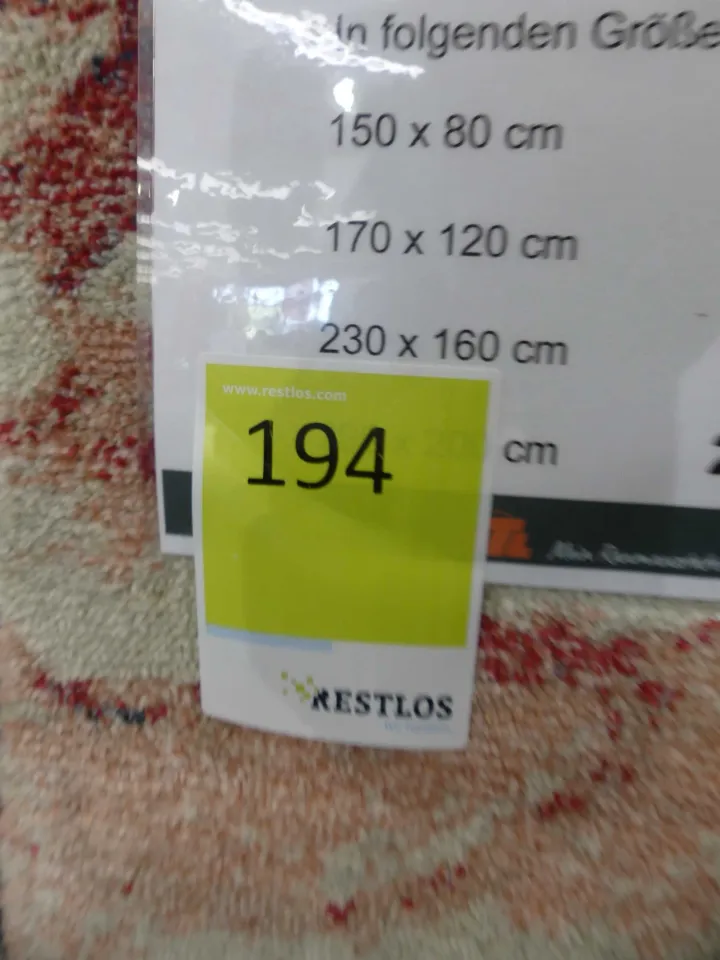 In folgenden Größe
150 x 80 cm
170 x 120 cm
230 x 160 cm
www.restlos.com
194
cm
RESTLOS